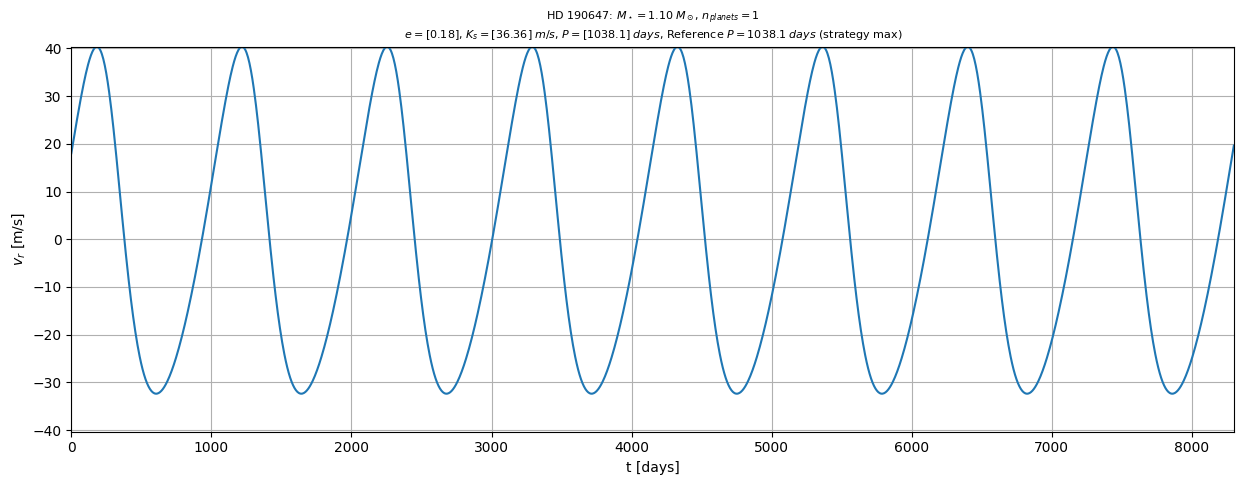 HD 190647: $M_\star = 1.10\ M_\odot$, $n_{planets} = 1$
$e = [0.18]$, $K_s = [36.36]\ m/s$, $P = [1038.1]\ days$, Reference $P = 1038.1\ days$ (strategy max)
40
30
20
10
0
−10
−20
−30
−40
$v_r$ [m/s]
0 1000 2000 3000 4000 5000 6000 7000 8000
t [days]